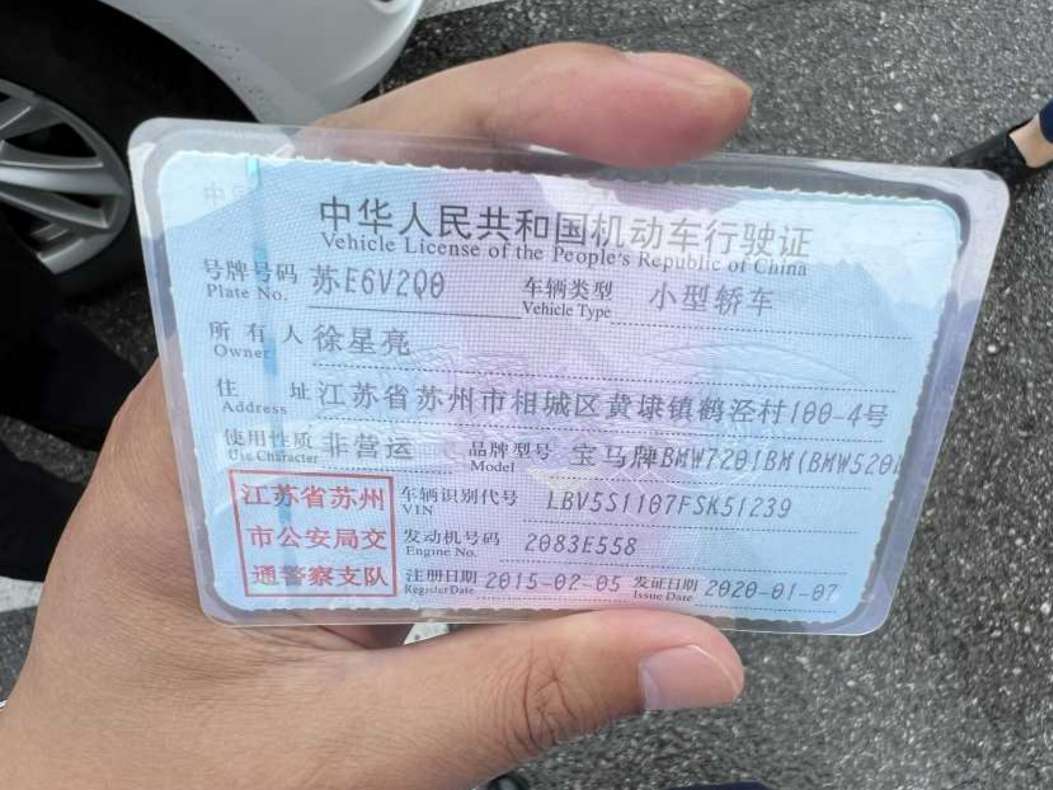 中华人民共和国机动车行驶证
Vehicle License of the People's Republic of China
号牌号码 苏E6V2Q0 车辆类型 小型轿车
Plate No. Vehicle Type
所有人 徐星亮
Owner
住址 江苏省苏州市相城区黄埭镇鹤泾村100-4号
Address
使用性质 非营运 品牌型号 宝马牌BMW7201BM(BMW520
Use Character Model
江苏省苏州
市公安局交
通警察支队
车辆识别代号 LBV5S1107FSK51239
VIN
发动机号码 2083E558
Engine No.
注册日期 2015-02-05 发证日期 2020-01-07
Register Date Issue Date